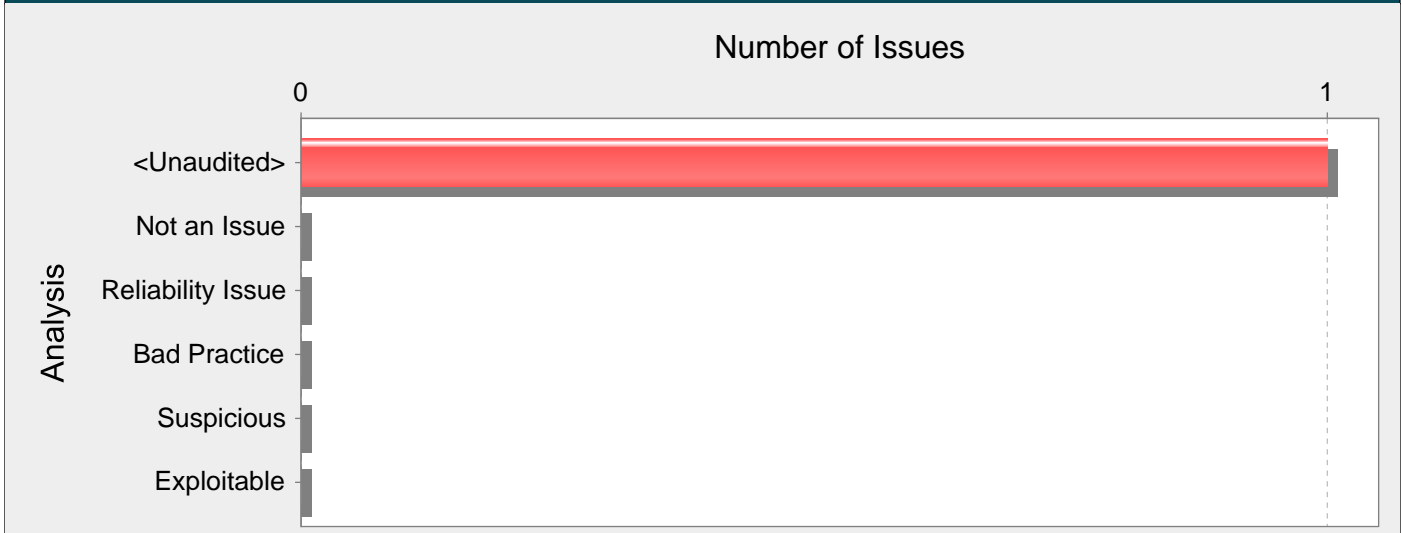 Number of Issues
0 1
<Unaudited>
Not an Issue
Reliability Issue
Bad Practice
Suspicious
Exploitable
Analysis